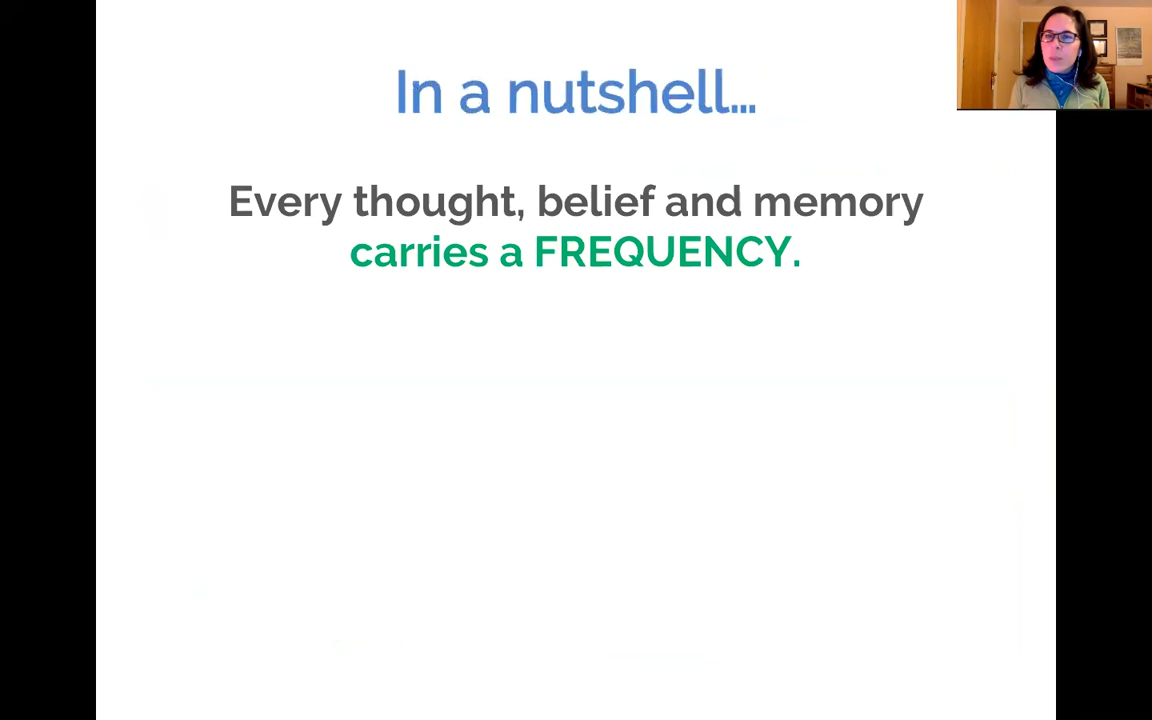 In a nutshell...
Every thought, belief and memory
carries a FREQUENCY.